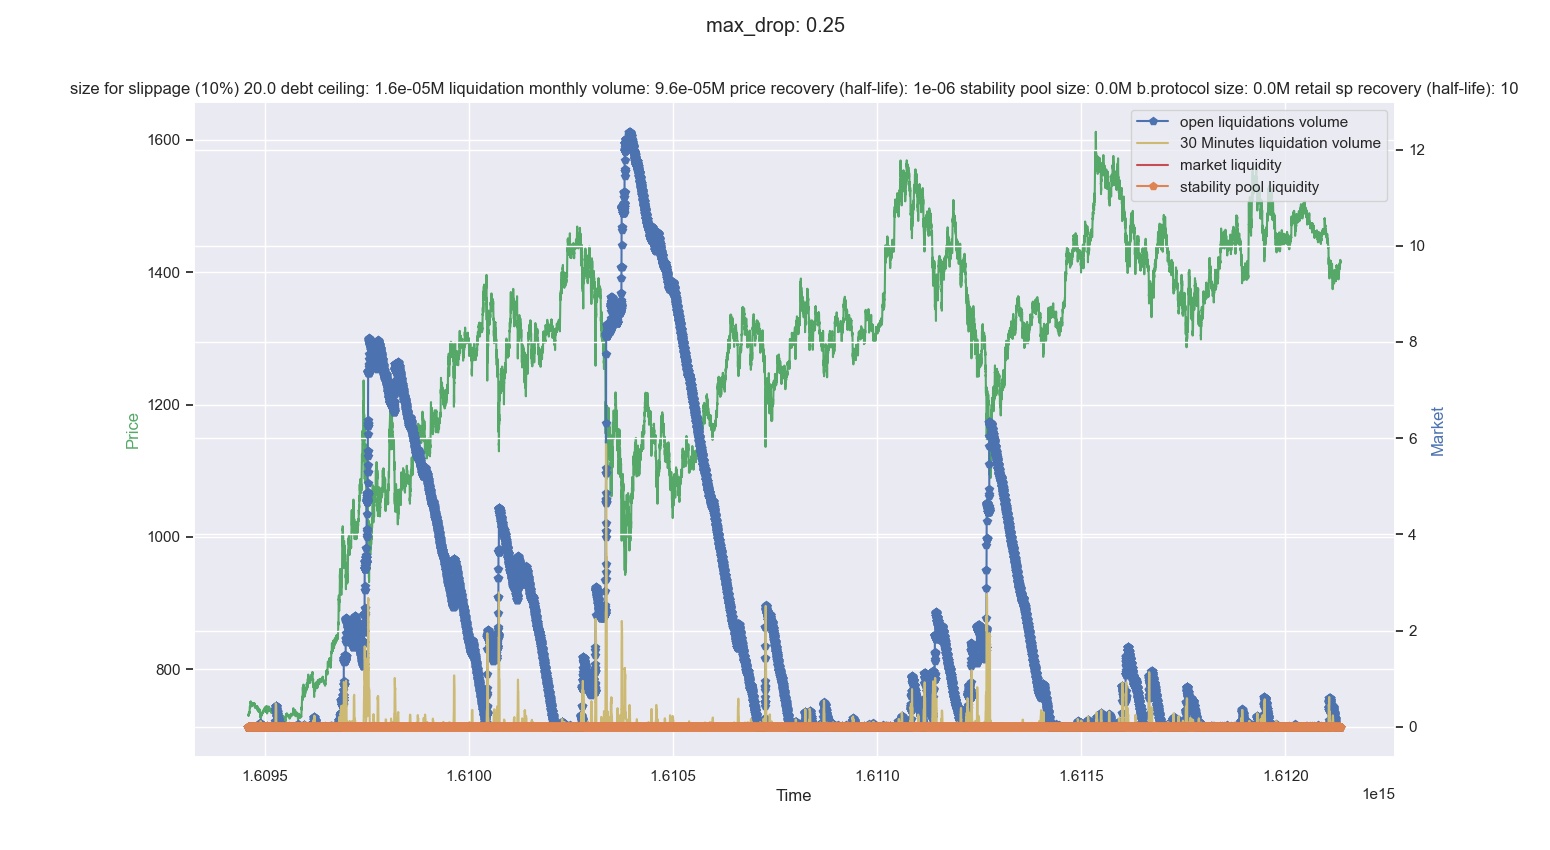 max_drop: 0.25
size for slippage (10%) 20.0 debt ceiling: 1.6e-05M liquidation monthly volume: 9.6e-05M price recovery (half-life): 1e-06 stability pool size: 0.0M b.protocol size: 0.0M retail sp recovery (half-life): 10
open liquidations volume
30 Minutes liquidation volume
market liquidity
stability pool liquidity
1600
1400
1200
1000
800
Price
12
10
8
6
4
2
0
Market
1.6095 1.6100 1.6105 1.6110 1.6115 1.6120
1e15
Time